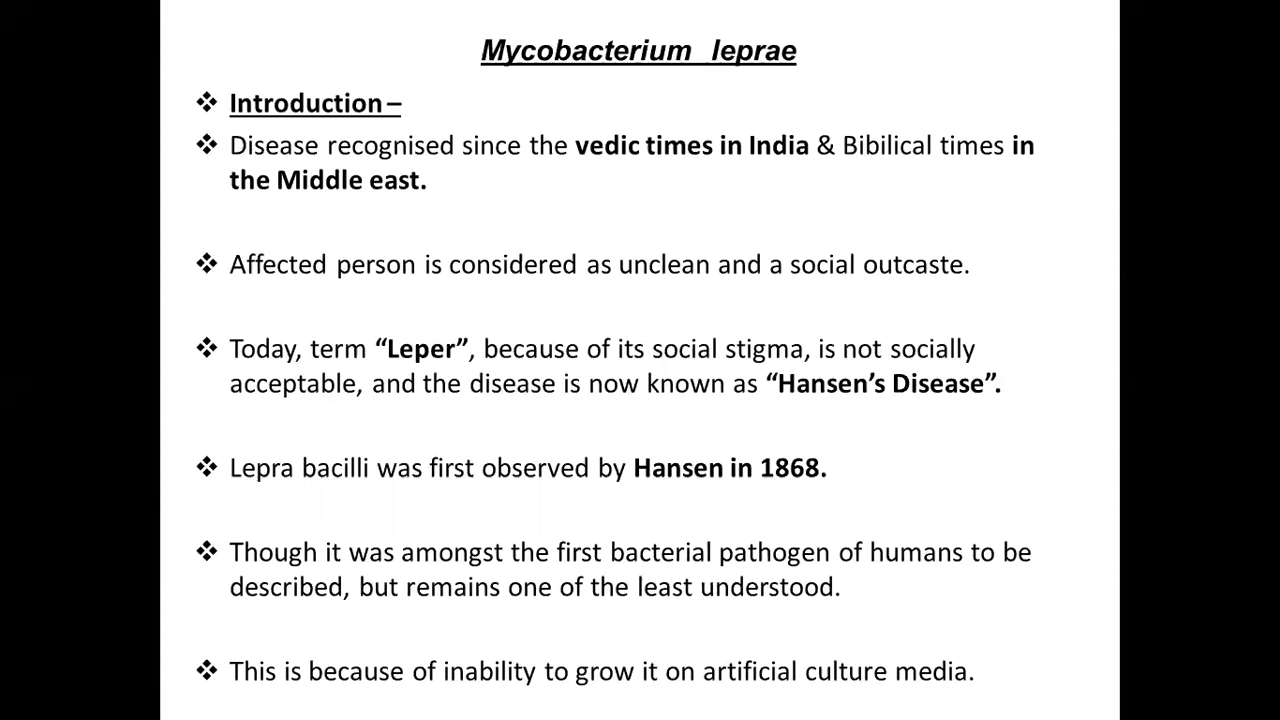 Mycobacterium leprae
❖ Introduction –
❖ Disease recognised since the vedic times in India & Bibilical times in
the Middle east.
❖ Affected person is considered as unclean and a social outcaste.
❖ Today, term “Leper”, because of its social stigma, is not socially
acceptable, and the disease is now known as “Hansen’s Disease”.
❖ Lepra bacilli was first observed by Hansen in 1868.
❖ Though it was amongst the first bacterial pathogen of humans to be
described, but remains one of the least understood.
❖ This is because of inability to grow it on artificial culture media.